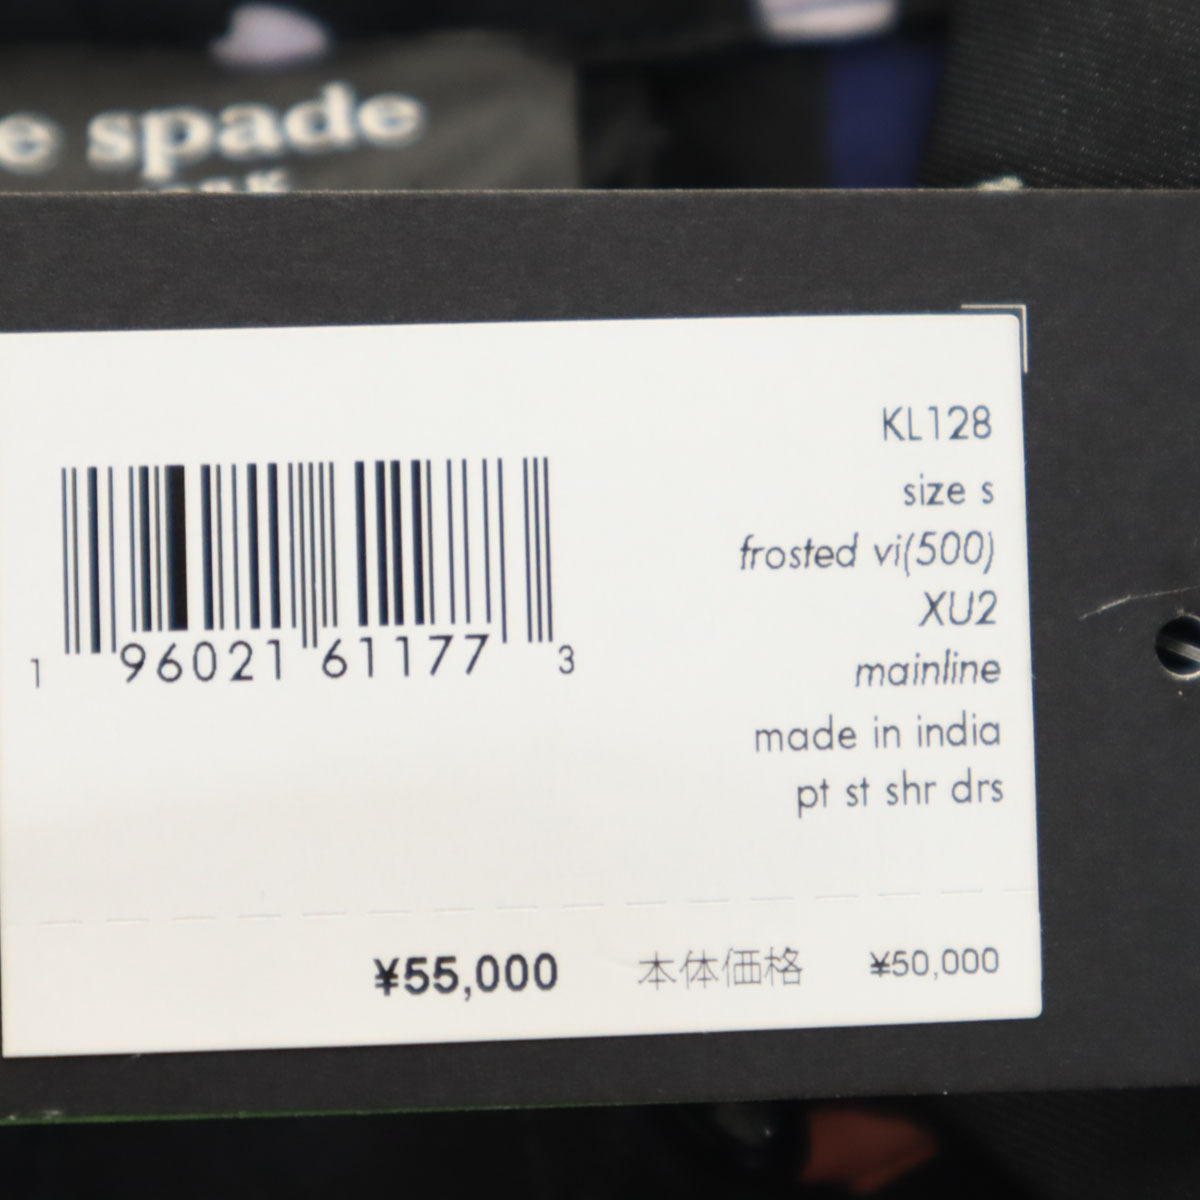 e spade
KL128
size s
frosted vi(500)
XU2
mainline
made in india
pt st shr drs
1 96021 61177 3
¥55,000 本体価格 ¥50,000